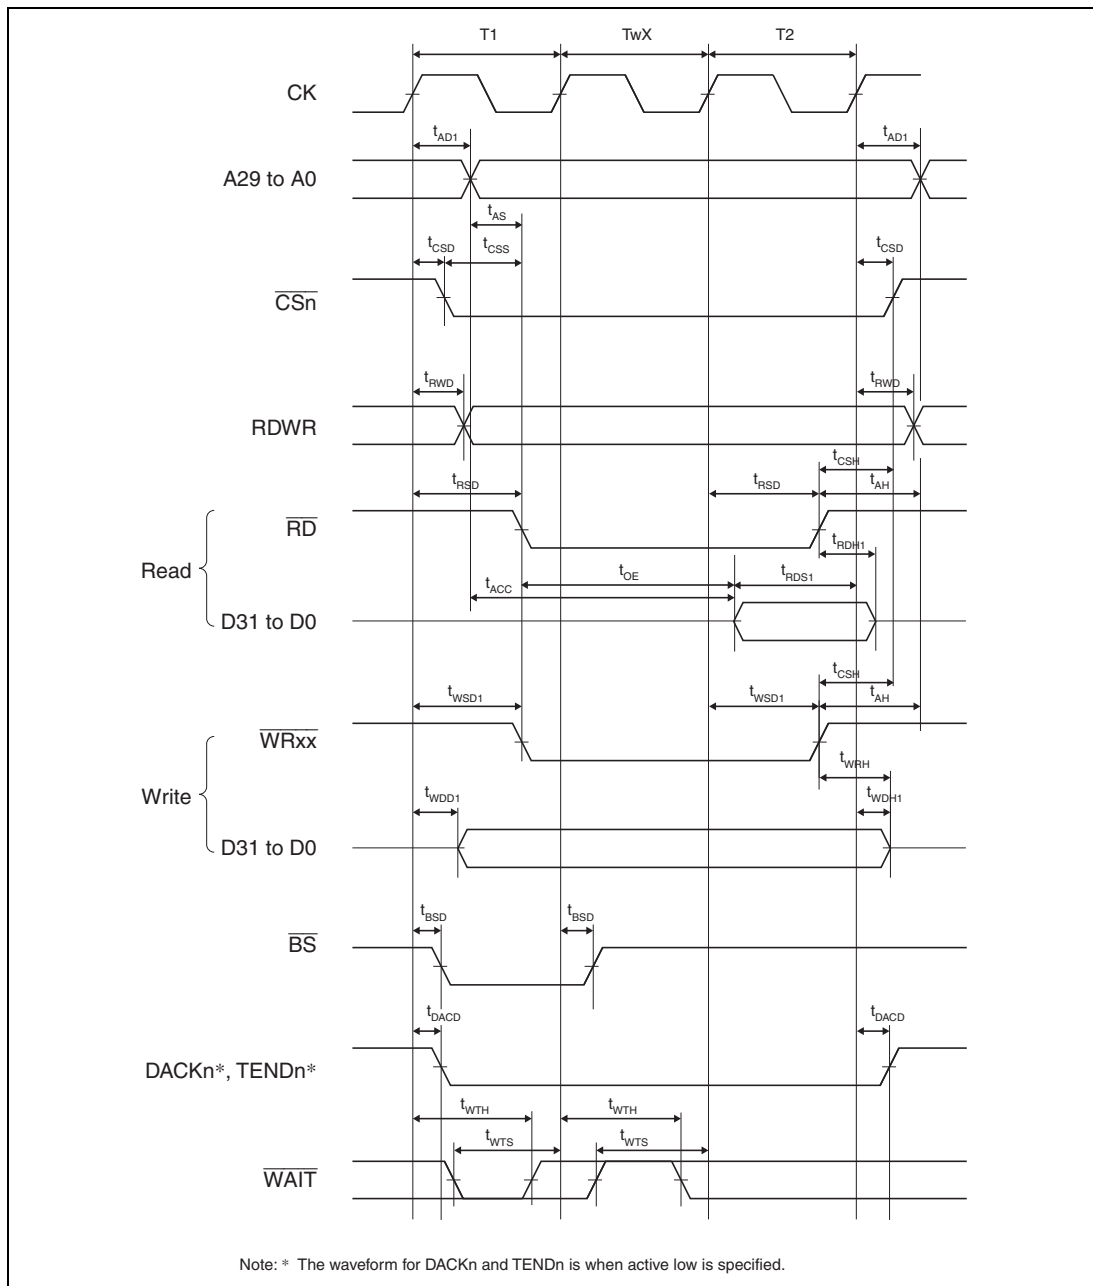 T1 TwX T2
CK
tAD1 tAD1
A29 to A0
tAS
tCSD tCSS tCSD
CSn
tRWD tRWD
RDWR
tCSH
tRSD tRSD tAH
RD
tRDH1
Read
tOE tRDS1
tACC
D31 to D0
tCSH
tWSD1 tWSD1 tAH
WRxx
tWRH
Write
tWDD1 tWDH1
D31 to D0
tBSD tBSD
BS
tDACD tDACD
DACKn*, TENDn*
tWTH tWTH
tWTS tWTS
WAIT
Note: * The waveform for DACKn and TENDn is when active low is specified.